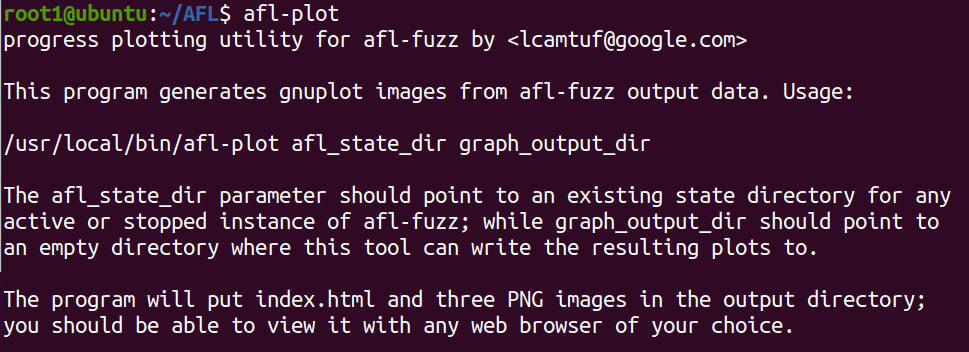 root1@ubuntu:~/AFL$ afl-plot
progress plotting utility for afl-fuzz by <lcamtuf@google.com>
This program generates gnuplot images from afl-fuzz output data. Usage:
/usr/local/bin/afl-plot afl_state_dir graph_output_dir
The afl_state_dir parameter should point to an existing state directory for any
active or stopped instance of afl-fuzz; while graph_output_dir should point to
an empty directory where this tool can write the resulting plots to.
The program will put index.html and three PNG images in the output directory;
you should be able to view it with any web browser of your choice.